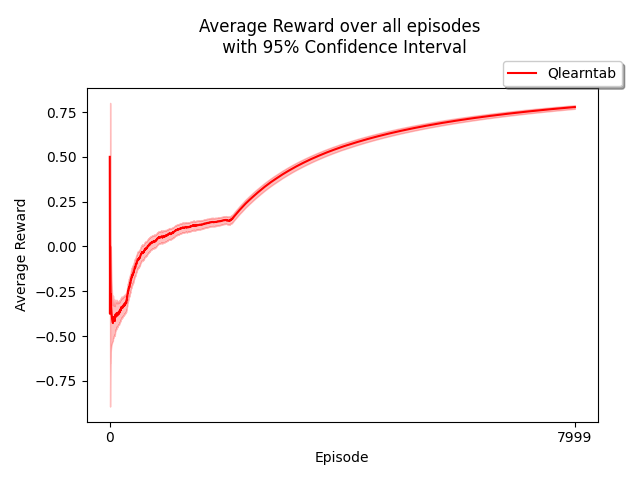 Average Reward over all episodes
with 95% Confidence Interval
Qlearntab
0.75
0.50
0.25
0.00
−0.25
−0.50
−0.75
Average Reward
0
7999
Episode